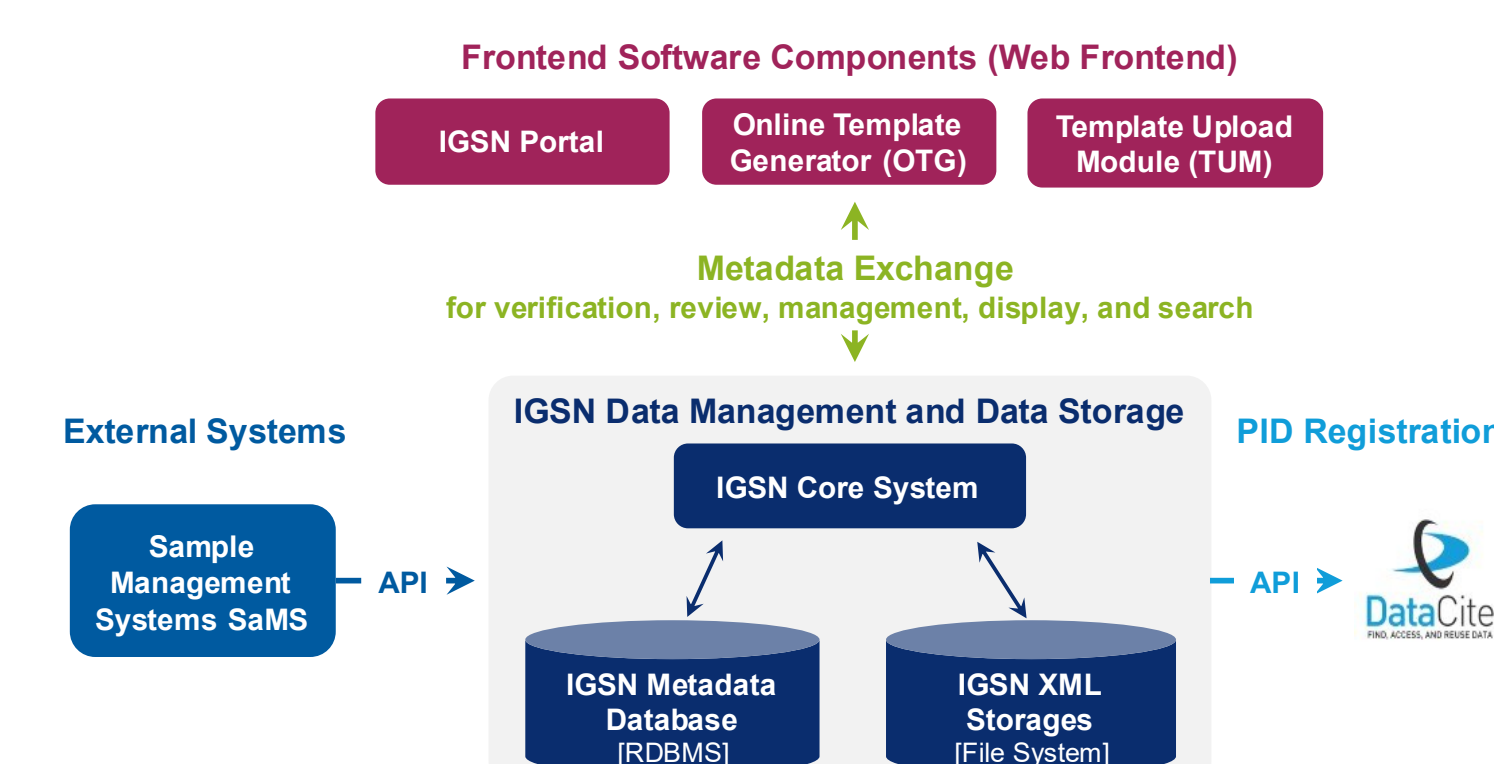 Frontend Software Components (Web Frontend)
IGSN Portal
Online Template
Generator (OTG)
Template Upload
Module (TUM)
Metadata Exchange
for verification, review, management, display, and search
External Systems
IGSN Data Management and Data Storage
PID Registration
IGSN Core System
Sample
Management
Systems SaMS
API
API
DataCite
FIND, ACCESS, AND REUSE DATA
IGSN Metadata
Database
[RDBMS]
IGSN XML
Storages
[File System]